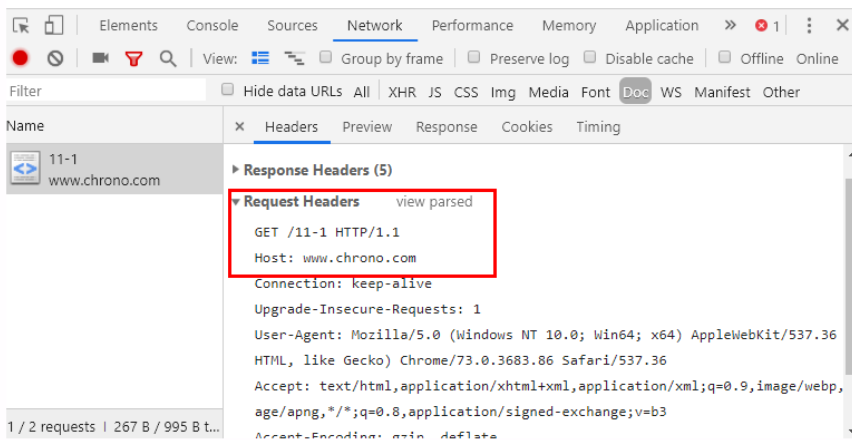 Elements Console Sources Network Performance Memory Application » 1
View: Group by frame Preserve log Disable cache Offline Online
Filter Hide data URLs All XHR JS CSS Img Media Font Doc WS Manifest Other
Name × Headers Preview Response Cookies Timing
11-1
www.chrono.com
Response Headers (5)
Request Headers view parsed
GET /11-1 HTTP/1.1
Host: www.chrono.com
Connection: keep-alive
Upgrade-Insecure-Requests: 1
User-Agent: Mozilla/5.0 (Windows NT 10.0; Win64; x64) AppleWebKit/537.36
HTML, like Gecko) Chrome/73.0.3683.86 Safari/537.36
Accept: text/html,application/xhtml+xml,application/xml;q=0.9,image/webp,
age/apng,*/*;q=0.8,application/signed-exchange;v=b3
Accept-Encoding: gzip, deflate
1 / 2 requests | 267 B / 995 B t...